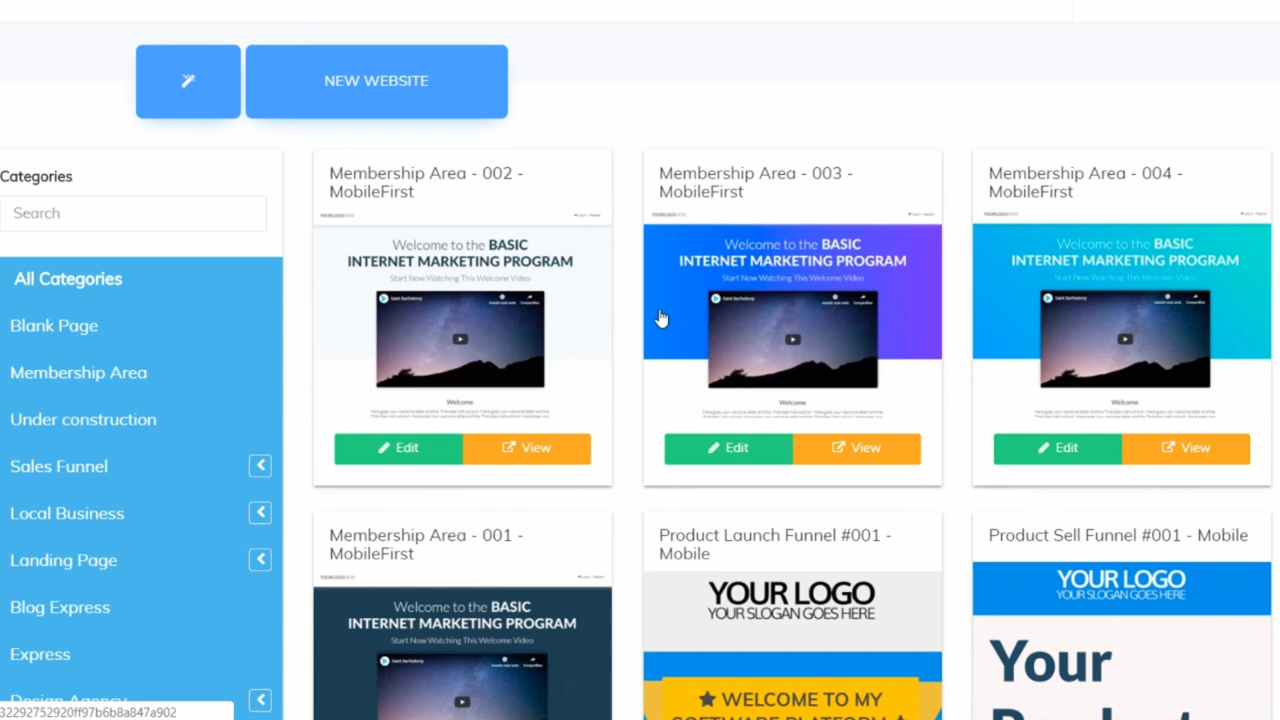 NEW WEBSITE
Categories
Search
All Categories
Blank Page
Membership Area
Under construction
Sales Funnel
Local Business
Landing Page
Blog Express
Express
Design Agency
32292752920ff97b6b8a847a902
Membership Area - 002 -
MobileFirst
Welcome to the BASIC
INTERNET MARKETING PROGRAM
Start Now Watching This Welcome Video
Welcome
Edit
View
Membership Area - 003 -
MobileFirst
Welcome to the BASIC
INTERNET MARKETING PROGRAM
Start Now Watching This Welcome Video
Welcome
Edit
View
Membership Area - 004 -
MobileFirst
Welcome to the BASIC
INTERNET MARKETING PROGRAM
Start Now Watching This Welcome Video
Welcome
Edit
View
Membership Area - 001 -
MobileFirst
Welcome to the BASIC
INTERNET MARKETING PROGRAM
Start Now Watching This Welcome Video
Product Launch Funnel #001 -
Mobile
YOUR LOGO
YOUR SLOGAN GOES HERE
WELCOME TO MY
SOFTWARE PLATFORM
Product Sell Funnel #001 - Mobile
YOUR LOGO
YOUR SLOGAN GOES HERE
Your
Product